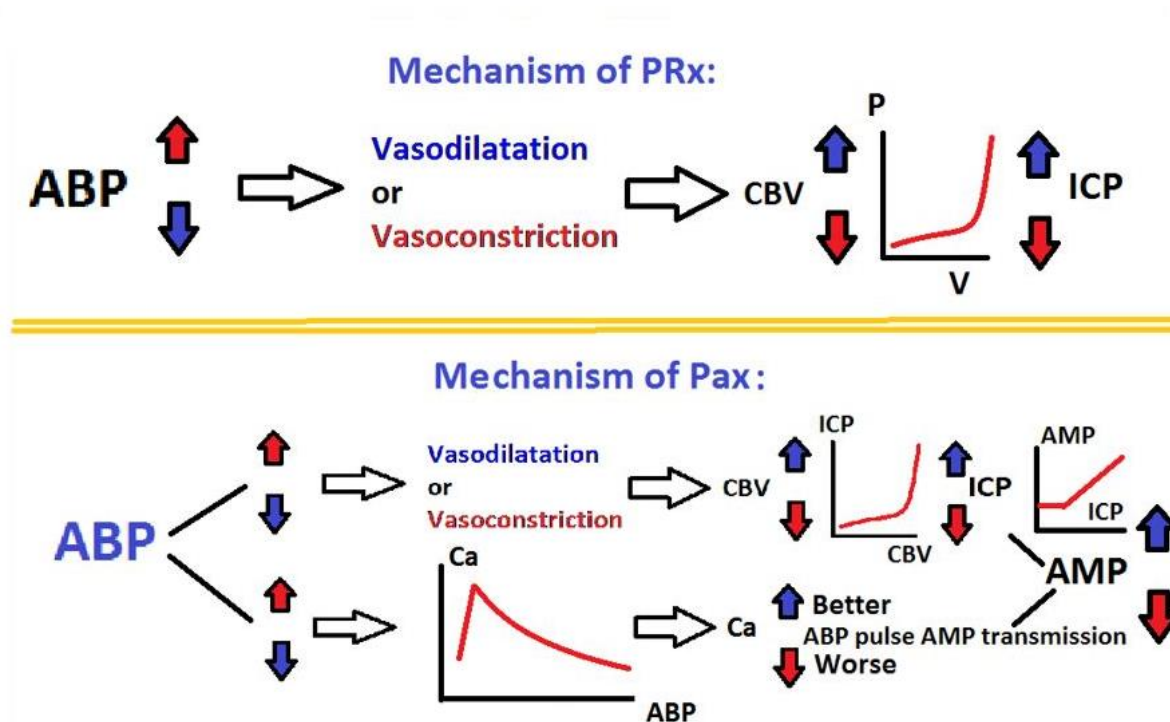 Mechanism of PRx:
ABP
Vasodilatation
or
Vasoconstriction
CBV
P
V
ICP
Mechanism of Pax:
ABP
Vasodilatation
or
Vasoconstriction
CBV
ICP
CBV
ICP
AMP
ICP
Ca
ABP
Ca
Better
ABP pulse AMP transmission
Worse
AMP